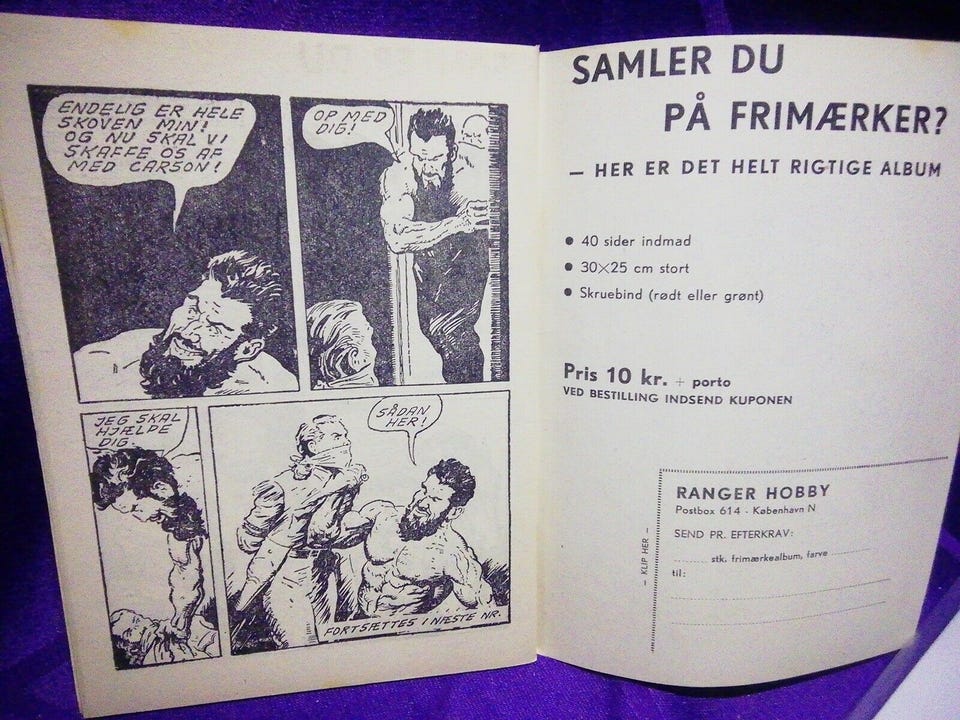 ENDELIG ER HELE
SKOVEN MIN!
OG NU SKAL VI
SKAFFE OS AF
MED CARSON!
OP MED
DIG!
JEG SKAL
HJÆLDE
DIG.
SÅDAN
HER!
FORTSÆTTES I NÆSTE NR.
SAMLER DU
PÅ FRIMÆRKER?
— HER ER DET HELT RIGTIGE ALBUM
• 40 sider indmad
• 30×25 cm stort
• Skruebind (rødt eller grønt)
Pris 10 kr. + porto
VED BESTILLING INDSEND KUPONEN
RANGER HOBBY
Postbox 614 - København N
SEND PR. EFTERKRAV:
.......... stk. frimærkealbum, farve ..........
til:
— KLIP HER —